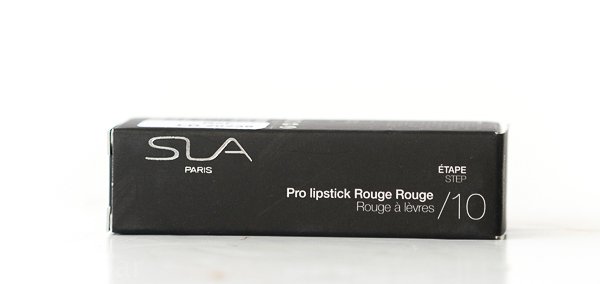 SLA
PARIS
ÉTAPE
STEP
Pro lipstick Rouge Rouge
Rouge à lèvres /10